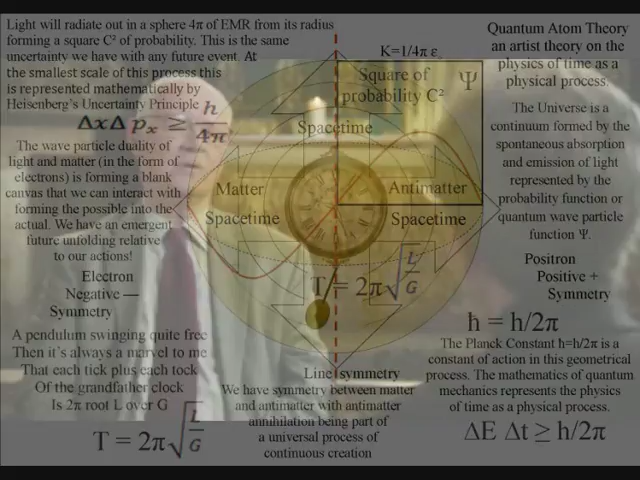 Light will radiate out in a sphere 4π of EMR from its radius
forming a square C² of probability. This is the same
uncertainty we have with any future event. At
the smallest scale of this process this
is represented mathematically by
Heisenberg's Uncertainty Principle
ΔxΔ pₓ ≥ h/4π
The wave particle duality of
light and matter (in the form of
electrons) is forming a blank
canvas that we can interact with
forming the possible into the
actual. We have an emergent
future unfolding relative
to our actions!
Electron
Negative —
Symmetry
A pendulum swinging quite free
Then it's always a marvel to me
That each tick plus each tock
Of the grandfather clock
Is 2π root L over G
T = 2π√L/G
K=1/4π ε。
Square of
probability C²
Ψ
Spacetime
Matter
Antimatter
Spacetime
Spacetime
T = 2π√L/G
Line symmetry
We have symmetry between matter
and antimatter with antimatter
annihilation being part of
a universal process of
continuous creation
Quantum Atom Theory
an artist theory on the
physics of time as a
physical process.
The Universe is a
continuum formed by the
spontaneous absorption
and emission of light
represented by the
probability function or
quantum wave particle
function Ψ.
Positron
Positive +
Symmetry
ħ = h/2π
The Planck Constant ħ=h/2π is a
constant of action in this geometrical
process. The mathematics of quantum
mechanics represents the physics
of time as a physical process.
ΔE Δt ≥ h/2π